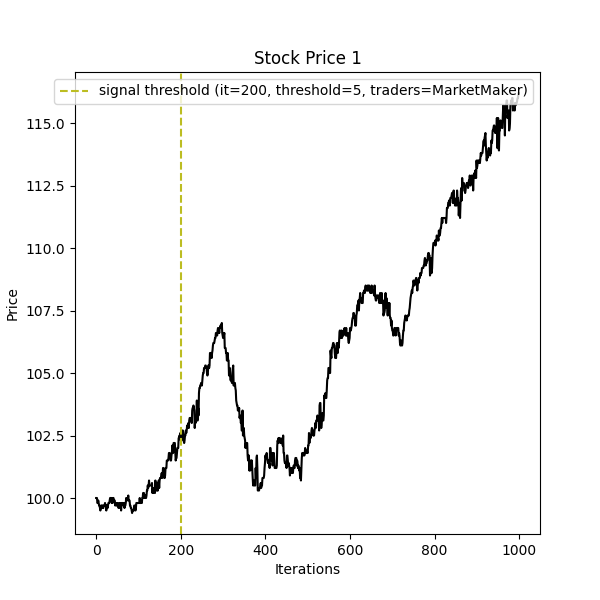 Stock Price 1
signal threshold (it=200, threshold=5, traders=MarketMaker)
115.0
112.5
110.0
107.5
105.0
102.5
100.0
Price
0 200 400 600 800 1000
Iterations